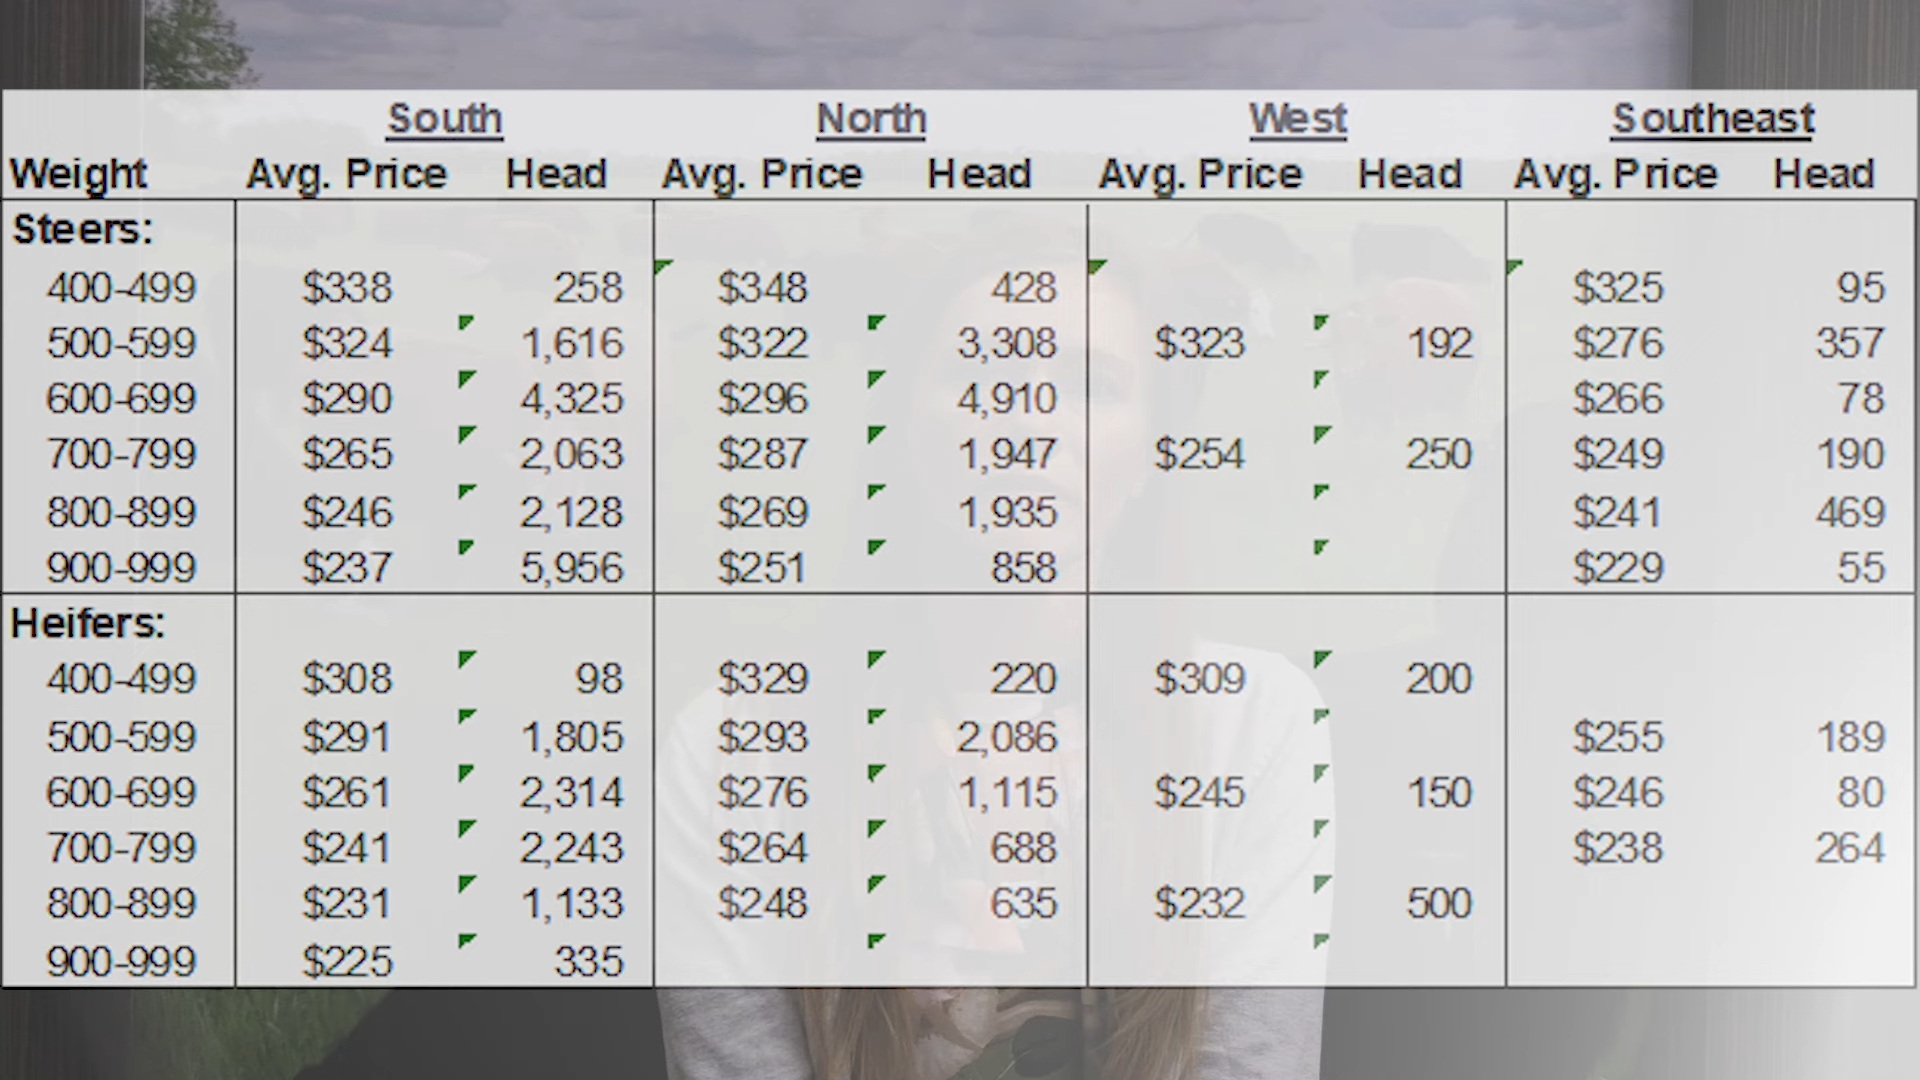 South North West Southeast
Weight Avg. Price Head Avg. Price Head Avg. Price Head Avg. Price Head
Steers:
400-499 $338 258 $348 428 $325 95
500-599 $324 1,616 $322 3,308 $323 192 $276 357
600-699 $290 4,325 $296 4,910 $266 78
700-799 $265 2,063 $287 1,947 $254 250 $249 190
800-899 $246 2,128 $269 1,935 $241 469
900-999 $237 5,956 $251 858 $229 55
Heifers:
400-499 $308 98 $329 220 $309 200
500-599 $291 1,805 $293 2,086 $255 189
600-699 $261 2,314 $276 1,115 $245 150 $246 80
700-799 $241 2,243 $264 688 $238 264
800-899 $231 1,133 $248 635 $232 500
900-999 $225 335